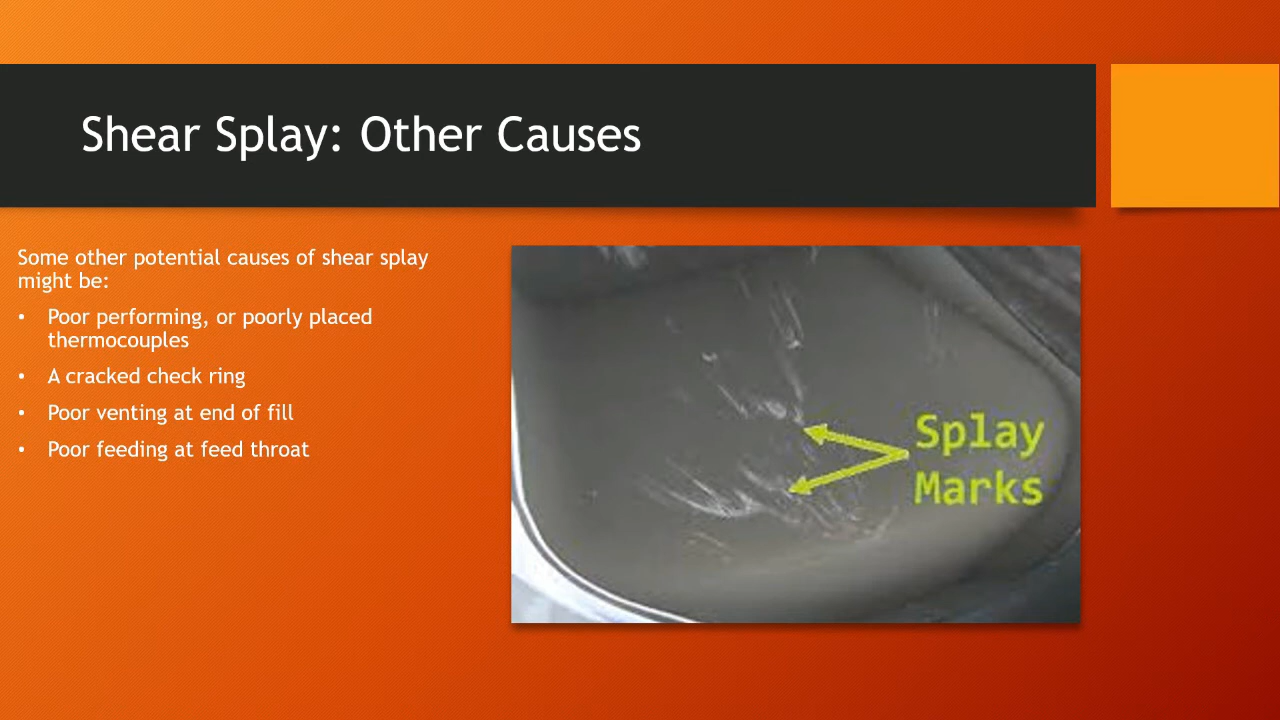 Shear Splay: Other Causes
Some other potential causes of shear splay
might be:
• Poor performing, or poorly placed
thermocouples
• A cracked check ring
• Poor venting at end of fill
• Poor feeding at feed throat
Splay
Marks